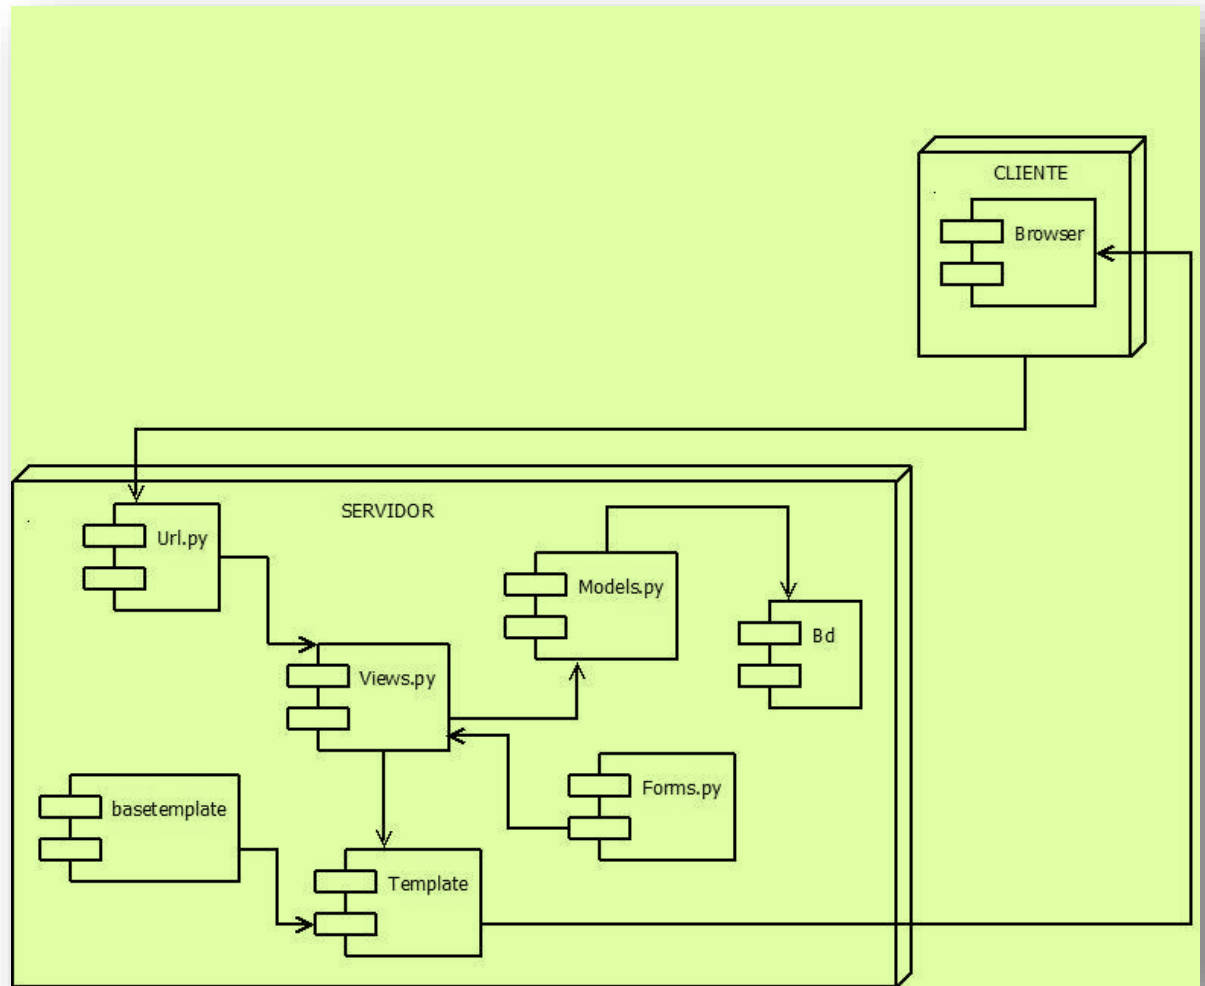 CLIENTE
Browser
SERVIDOR
Url.py
Models.py
Bd
Views.py
Forms.py
basetemplate
Template